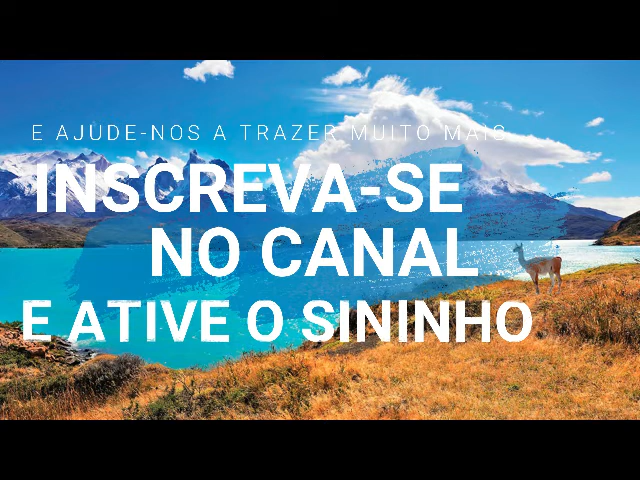 E AJUDE-NOS A TRAZER MUITO MAIS
INSCREVA-SE
NO CANAL
E ATIVE O SININHO